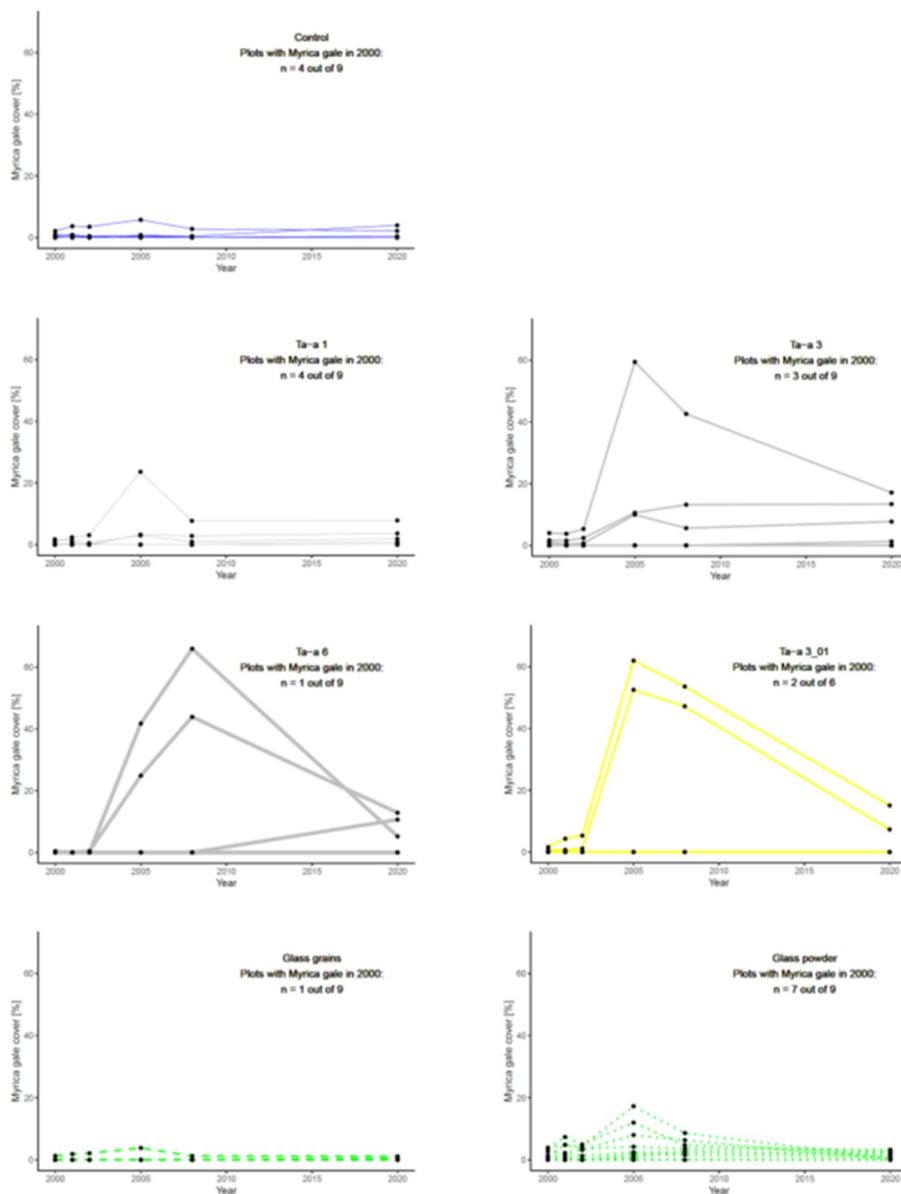 Control
Plots with Myrica gale in 2000:
n = 4 out of 9
Myrica gale cover [%]
60
40
20
0
2000 2005 2010 2015 2020
Year
Ta-a 1
Plots with Myrica gale in 2000:
n = 4 out of 9
Myrica gale cover [%]
60
40
20
0
2000 2005 2010 2015 2020
Year
Ta-a 3
Plots with Myrica gale in 2000:
n = 3 out of 9
Myrica gale cover [%]
60
40
20
0
2000 2005 2010 2015 2020
Year
Ta-a 6
Plots with Myrica gale in 2000:
n = 1 out of 9
Myrica gale cover [%]
60
40
20
0
2000 2005 2010 2015 2020
Year
Ta-a 3_01
Plots with Myrica gale in 2000:
n = 2 out of 6
Myrica gale cover [%]
60
40
20
0
2000 2005 2010 2015 2020
Year
Glass grains
Plots with Myrica gale in 2000:
n = 1 out of 9
Myrica gale cover [%]
60
40
20
0
2000 2005 2010 2015 2020
Year
Glass powder
Plots with Myrica gale in 2000:
n = 7 out of 9
Myrica gale cover [%]
60
40
20
0
2000 2005 2010 2015 2020
Year